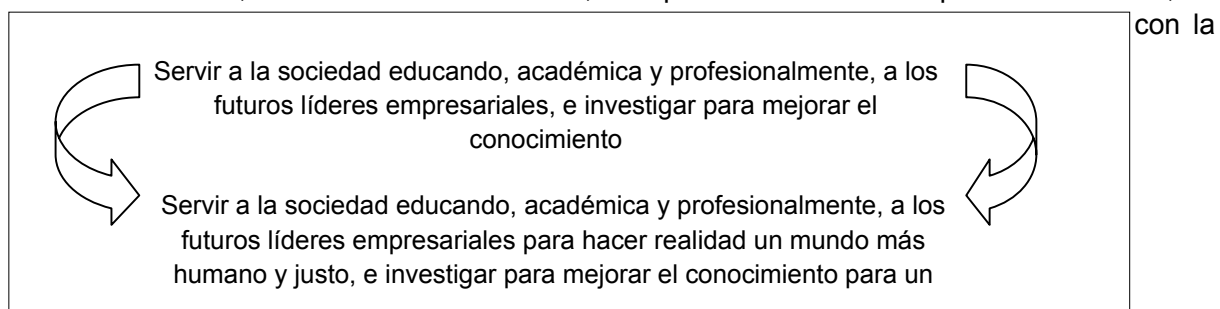 con la
Servir a la sociedad educando, académica y profesionalmente, a los
futuros líderes empresariales, e investigar para mejorar el
conocimiento
Servir a la sociedad educando, académica y profesionalmente, a los
futuros líderes empresariales para hacer realidad un mundo más
humano y justo, e investigar para mejorar el conocimiento para un